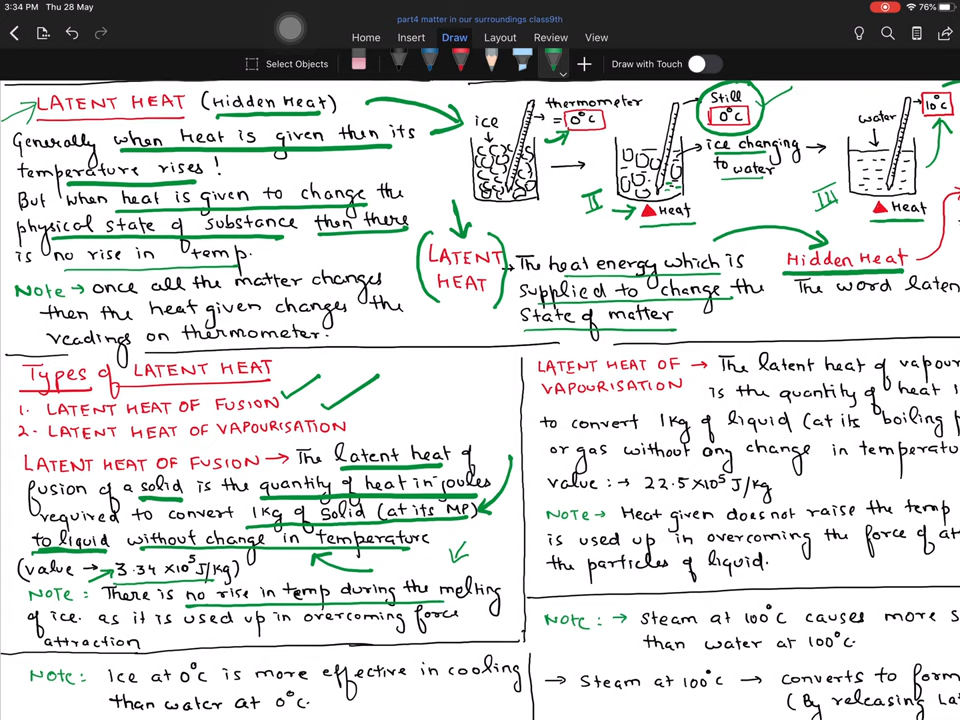 3:34 PM Thu 28 May
76%
part4 matter in our surroundings class9th
Home Insert Draw Layout Review View
Select Objects
Draw with Touch
LATENT HEAT (Hidden Heat)
Generally when Heat is given then its
temperature rises !
But when heat is given to change the
physical state of substance then there
is no rise in temp.
Note → once all the matter changes
then the heat given changes the
readings on thermometer.
ice
thermometer
= 0°C
Still
0°C
ice changing
to water
II
Heat
water
10°C
III
Heat
LATENT
HEAT
→ The heat energy which is
supplied to change the
State of matter
Hidden Heat
The word laten
Types of LATENT HEAT
1. LATENT HEAT OF FUSION
2. LATENT HEAT OF VAPOURISATION
LATENT HEAT OF FUSION → The latent heat of
fusion of a solid is the quantity of heat in joules
required to convert 1kg of solid (at its MP)
to liquid without change in temperature
(value → 3.34 ×10⁵J/kg)
NOTE: There is no rise in temp during the melting
of ice as it is used up in overcoming force
attraction
Note: Ice at 0°C is more effective in cooling
than water at 0°C.
LATENT HEAT OF → The latent heat of vapour
VAPOURISATION is the quantity of heat i
to convert 1kg of liquid (at its boiling p
or gas without any change in temperatu
value :→ 22.5 ×10⁵ J/kg
NOTE → Heat given does not raise the temp
is used up in overcoming the force of at
the particles of liquid.
Note: → Steam at 100°C causes more s
than water at 100°C.
→ Steam at 100°C → converts to form
(By releasing La